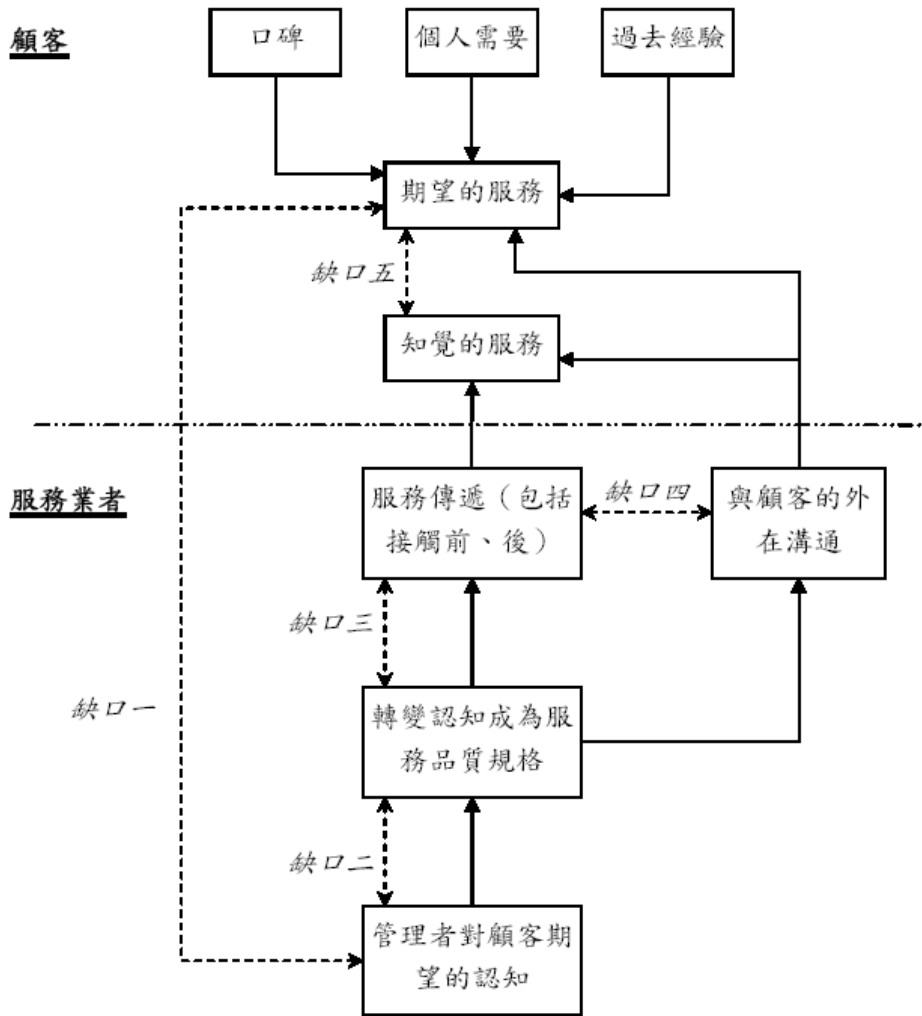 顧客
口碑
個人需要
過去經驗
期望的服務
缺口五
知覺的服務
服務業者
服務傳遞（包括
接觸前、後）
缺口四
與顧客的外
在溝通
缺口三
缺口一
轉變認知成為服
務品質規格
缺口二
管理者對顧客期
望的認知